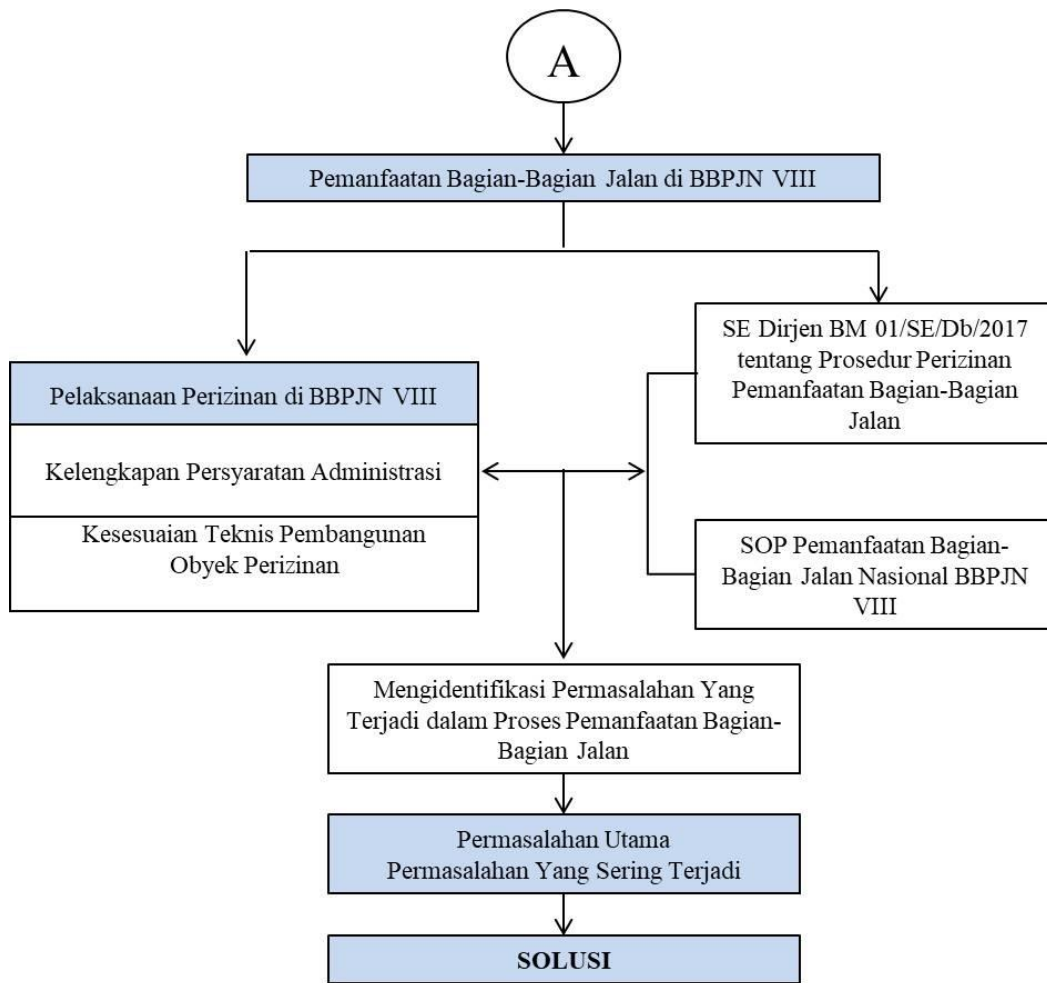 A
Pemanfaatan Bagian-Bagian Jalan di BBPJN VIII
Pelaksanaan Perizinan di BBPJN VIII
Kelengkapan Persyaratan Administrasi
Kesesuaian Teknis Pembangunan
Obyek Perizinan
SE Dirjen BM 01/SE/Db/2017
tentang Prosedur Perizinan
Pemanfaatan Bagian-Bagian
Jalan
SOP Pemanfaatan Bagian-
Bagian Jalan Nasional BBPJN
VIII
Mengidentifikasi Permasalahan Yang
Terjadi dalam Proses Pemanfaatan Bagian-
Bagian Jalan
Permasalahan Utama
Permasalahan Yang Sering Terjadi
SOLUSI